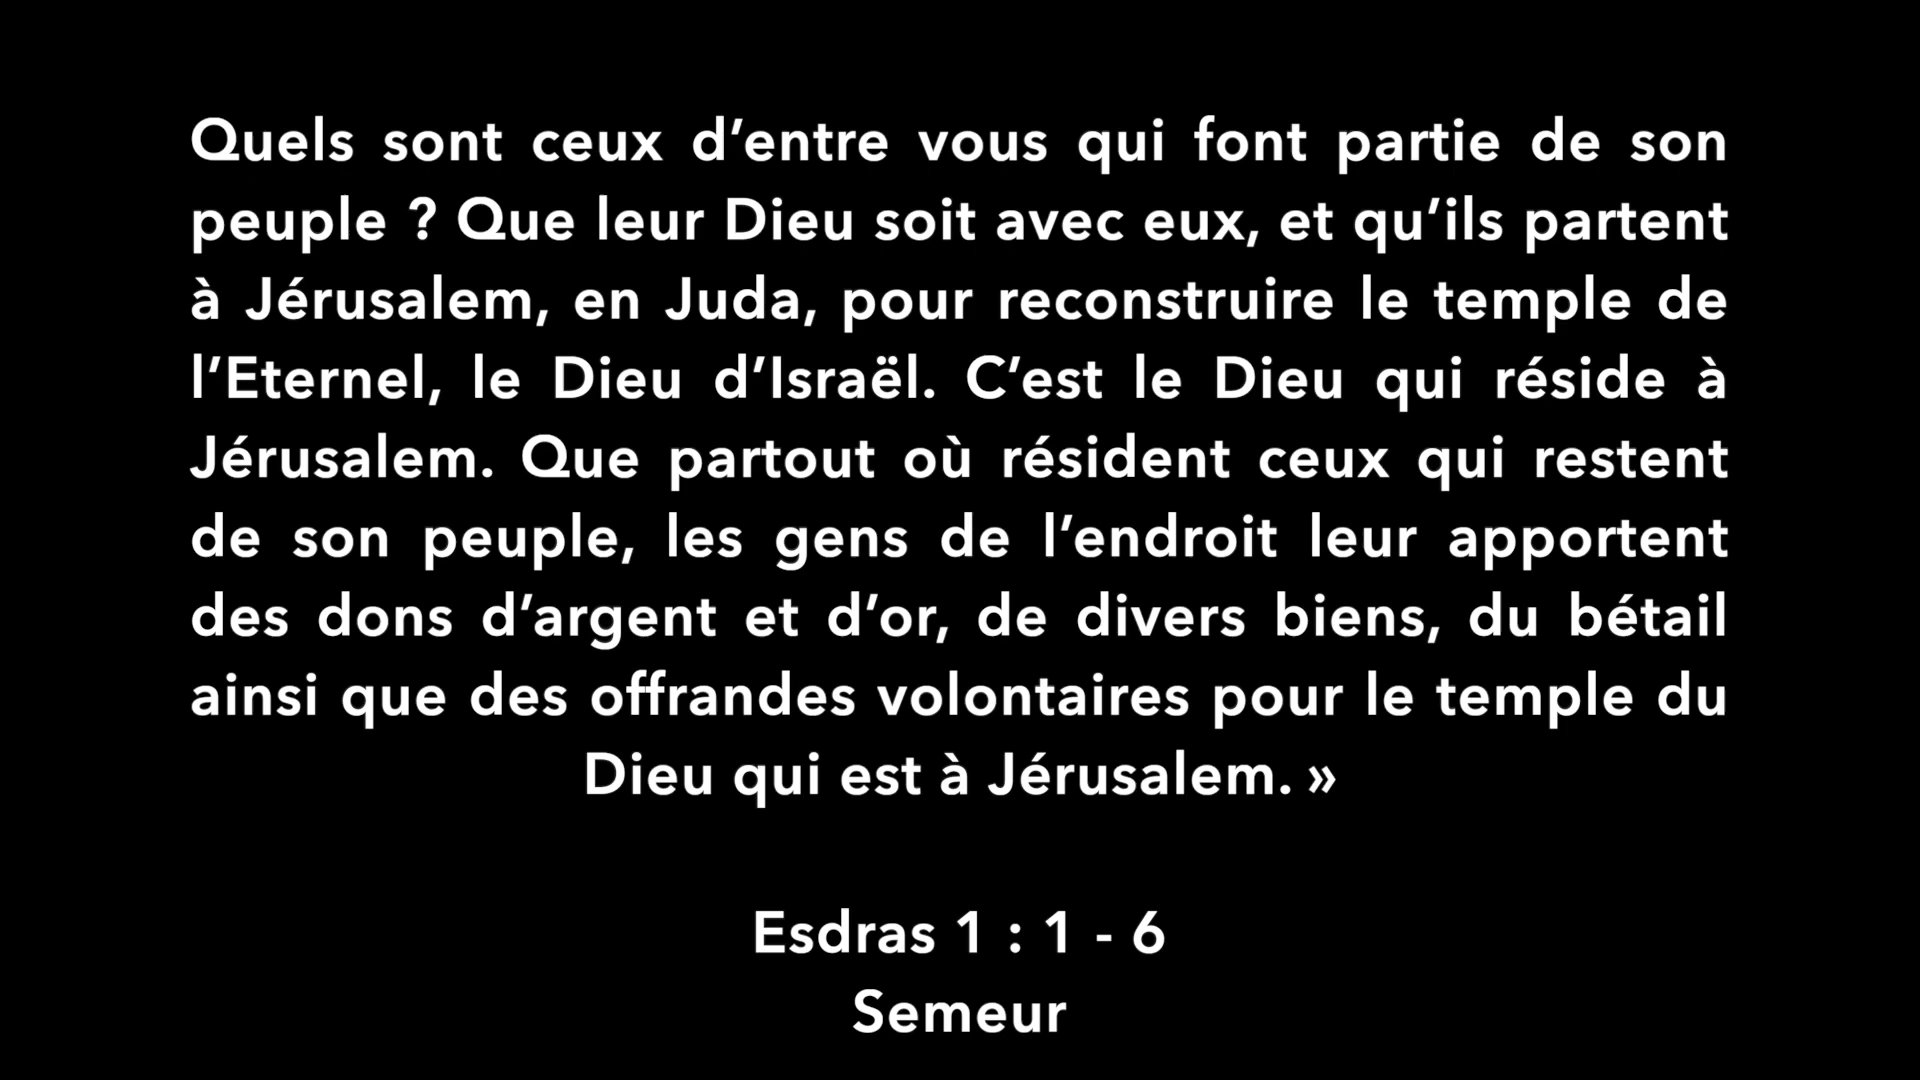 Quels sont ceux d’entre vous qui font partie de son
peuple ? Que leur Dieu soit avec eux, et qu’ils partent
à Jérusalem, en Juda, pour reconstruire le temple de
l’Eternel, le Dieu d’Israël. C’est le Dieu qui réside à
Jérusalem. Que partout où résident ceux qui restent
de son peuple, les gens de l’endroit leur apportent
des dons d’argent et d’or, de divers biens, du bétail
ainsi que des offrandes volontaires pour le temple du
Dieu qui est à Jérusalem. »
Esdras 1 : 1 - 6
Semeur